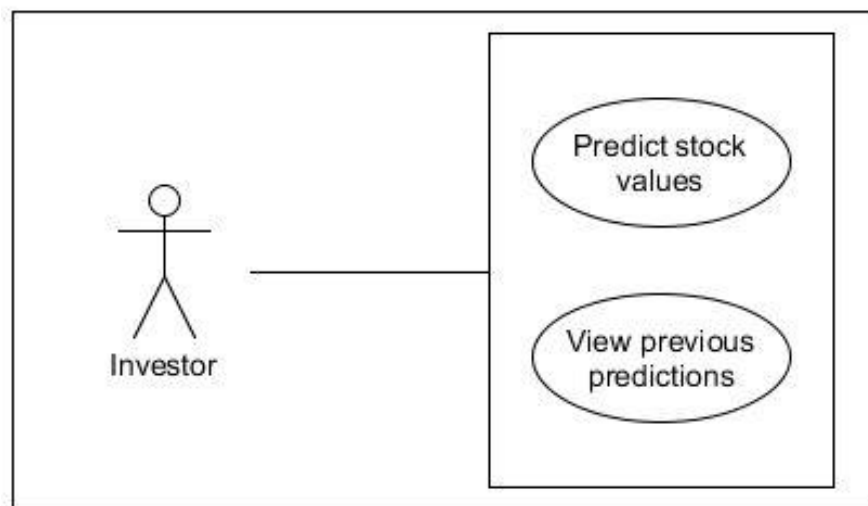 Predict stock
values
Investor
View previous
predictions